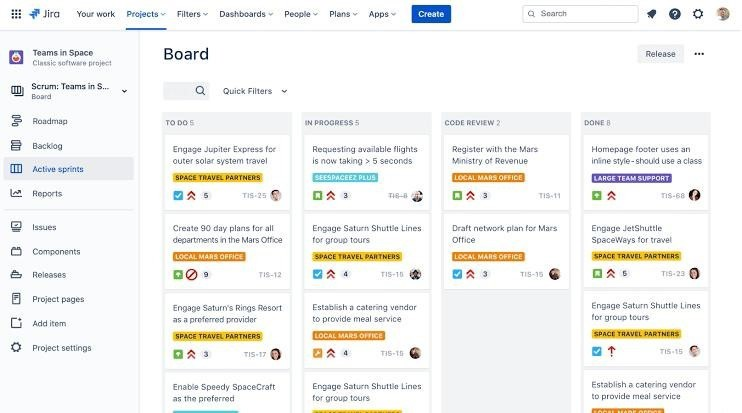 Jira Your work Projects Filters Dashboards People Plans Apps Create Search
Teams in Space
Classic software project
Scrum: Teams in S...
Board
Roadmap
Backlog
Active sprints
Reports
Issues
Components
Releases
Project pages
Add item
Project settings
Board
Release
Quick Filters
TO DO 5
Engage Jupiter Express for
outer solar system travel
SPACE TRAVEL PARTNERS
5 TIS-25
Create 90 day plans for all
departments in the Mars Office
LOCAL MARS OFFICE
9 TIS-12
Engage Saturn's Rings Resort
as a preferred provider
SPACE TRAVEL PARTNERS
3 TIS-17
Enable Speedy SpaceCraft
as the preferred
IN PROGRESS 5
Requesting available flights
is now taking > 5 seconds
SEESPACEEZ PLUS
3 TIS-8
Engage Saturn Shuttle Lines
for group tours
SPACE TRAVEL PARTNERS
4 TIS-15
Establish a catering vendor
to provide meal service
LOCAL MARS OFFICE
4 TIS-15
Engage Saturn Shuttle Lines
for group tours
SPACE TRAVEL PARTNERS
CODE REVIEW 2
Register with the Mars
Ministry of Revenue
LOCAL MARS OFFICE
3 TIS-11
Draft network plan for Mars
Office
LOCAL MARS OFFICE
3 TIS-15
DONE 8
Homepage footer uses an
inline style-should use a class
LARGE TEAM SUPPORT
TIS-68
Engage JetShuttle
SpaceWays for travel
SPACE TRAVEL PARTNERS
5 TIS-23
Engage Saturn Shuttle Lines
for group tours
SPACE TRAVEL PARTNERS
TIS-15
Establish a catering vendor
to provide meal service
LOCAL MARS OFFICE